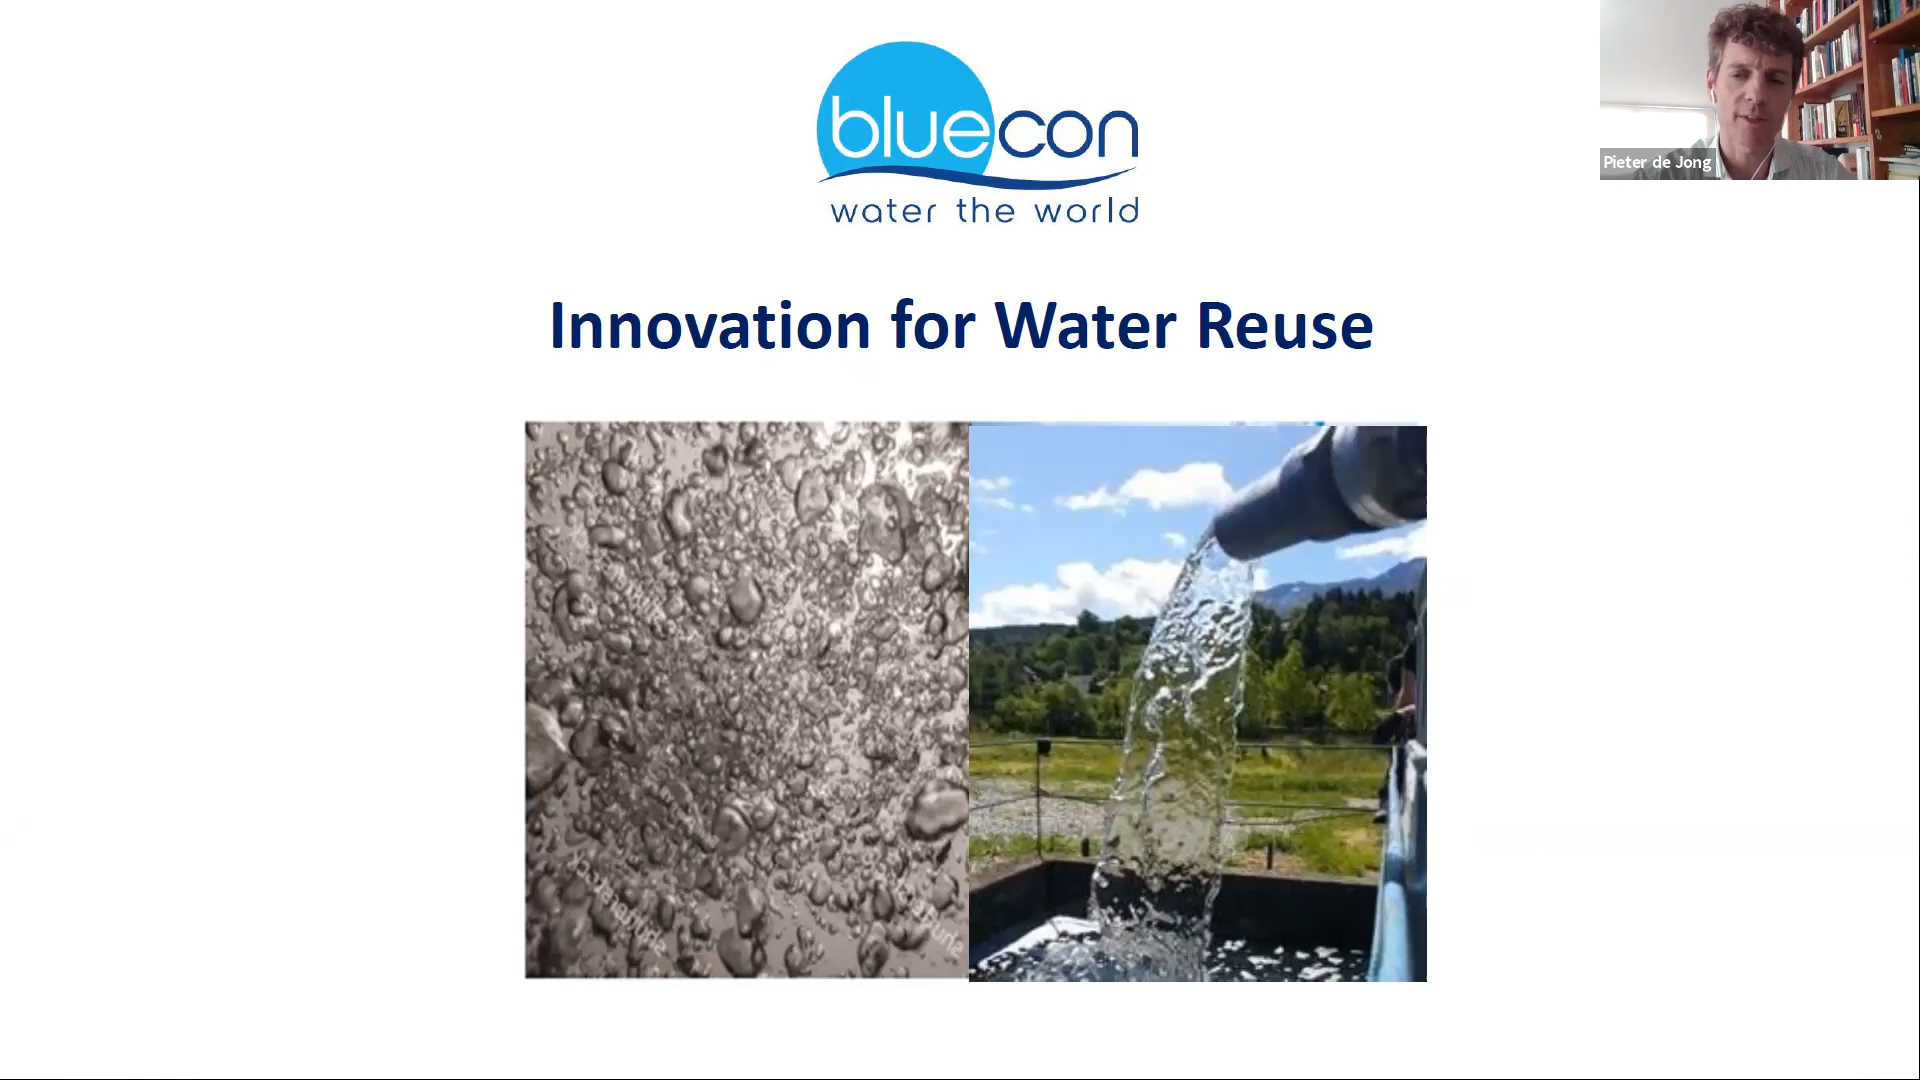 bluecon
water the world
Pieter de Jong
Innovation for Water Reuse